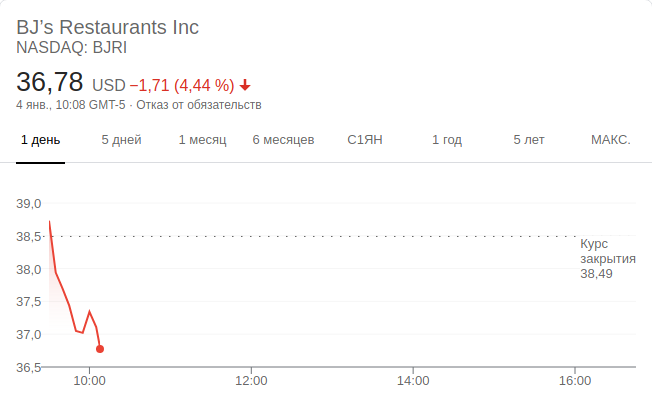 BJ’s Restaurants Inc
NASDAQ: BJRI
36,78 USD −1,71 (4,44 %)
4 янв., 10:08 GMT-5 · Отказ от обязательств
1 день 5 дней 1 месяц 6 месяцев С1ЯН 1 год 5 лет МАКС.
39,0
38,5
Курс
закрытия
38,49
38,0
37,5
37,0
36,5
10:00 12:00 14:00 16:00